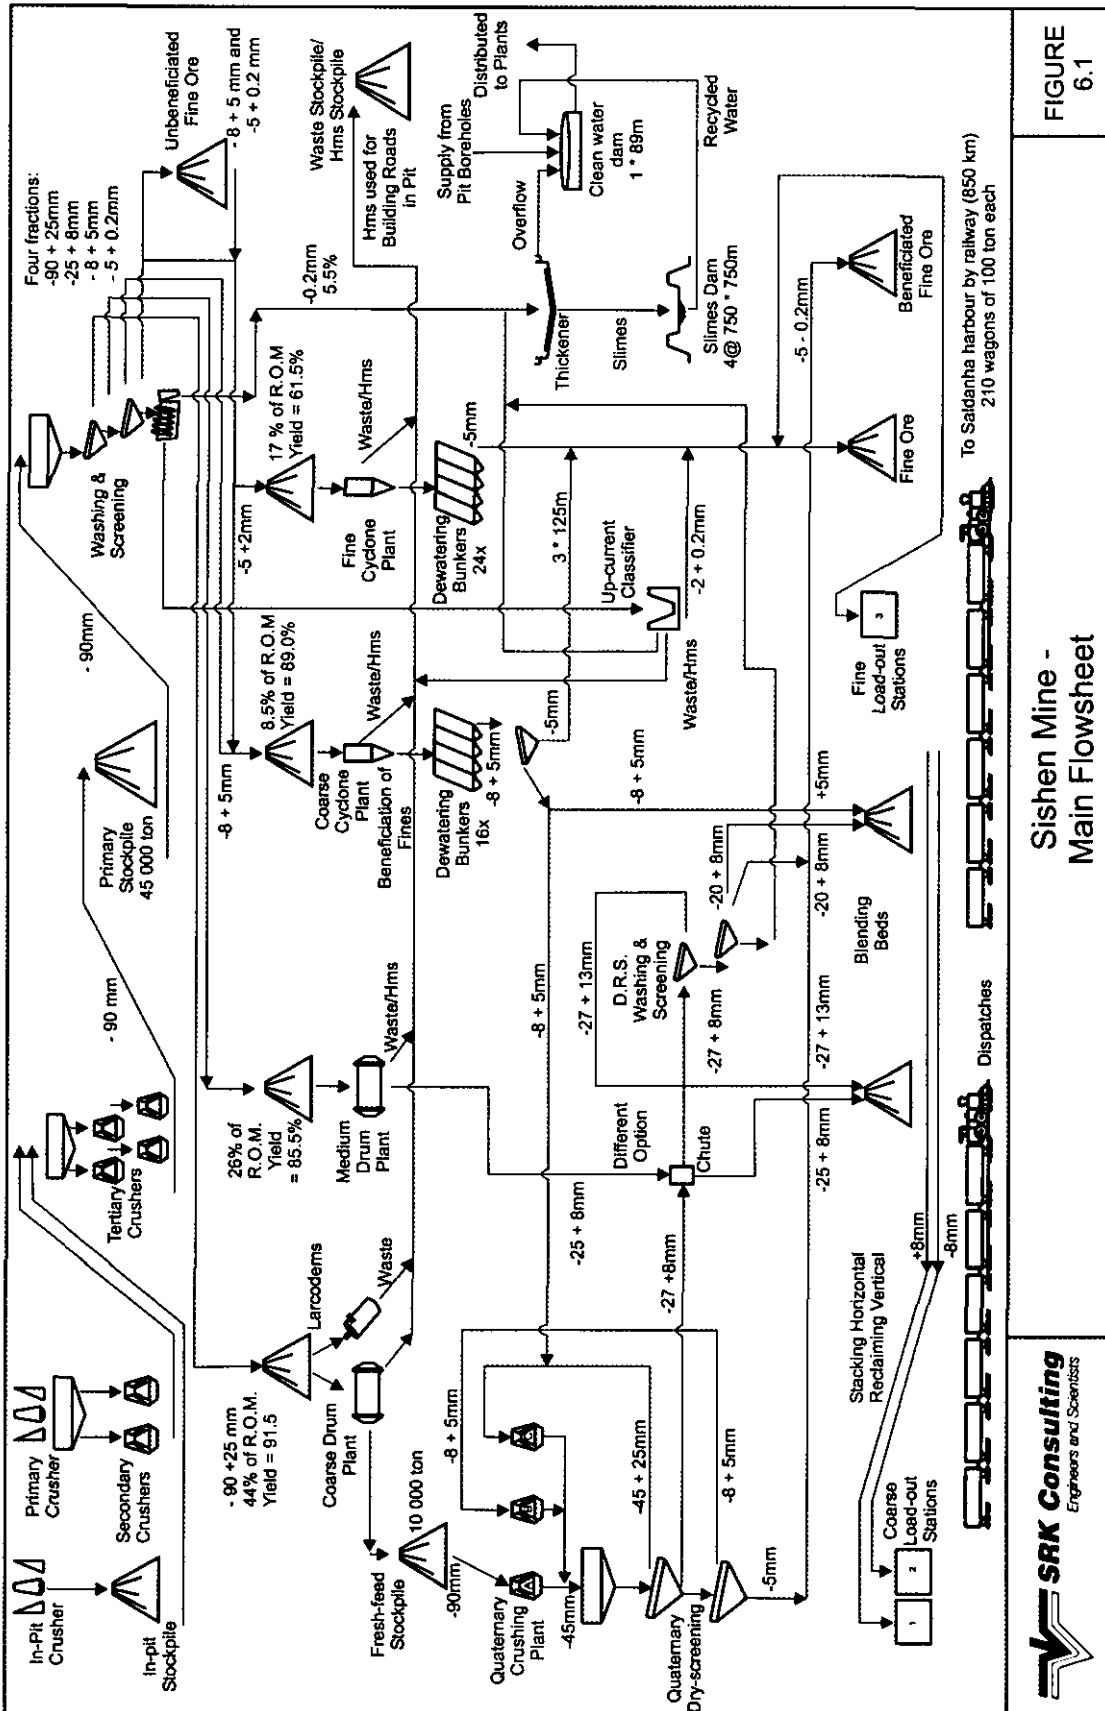 In-Pit
Crusher
In-pit
Stockpile
Primary
Crusher
Secondary
Crushers
Tertiary
Crushers
- 90 mm
Primary
Stockpile
45 000 ton
- 90mm
Washing &
Screening
Four fractions:
-90 + 25mm
-25 + 8mm
- 8 + 5mm
- 5 + 0.2mm
Unbeneficiated
Fine Ore
- 8 + 5 mm and
-5 + 0.2 mm
- 90 +25 mm
44% of R.O.M.
Yield = 91.5
Larcodems
Waste
Coarse Drum
Plant
26% of
R.O.M.
Yield
= 85.5%
Medium
Drum
Plant
Waste/Hms
-8 + 5mm
8.5% of R.O.M
Yield = 89.0%
Coarse
Cyclone
Plant
Waste/Hms
Beneficiation of
Fines
Dewatering
Bunkers
16x
-8 + 5mm
-5 +2mm
17 % of R.O.M
Yield = 61.5%
Fine
Cyclone
Plant
Waste/Hms
Dewatering
Bunkers
24x
-5mm
-0.2mm
5.5%
Waste Stockpile/
Hms Stockpile
Hms used for
Building Roads
in Pit
Supply from
Pit Boreholes
Distributed
to Plants
Overflow
Clean water
dam
1 * 89m
Recycled
Water
Thickener
Slimes
Slimes Dam
4@ 750 * 750m
Fresh-feed
Stockpile
10 000 ton
-90mm
Quaternary
Crushing
Plant
-45mm
-8 + 5mm
-45 + 25mm
-8 + 5mm
Quaternary
Dry-screening
-5mm
-25 + 8mm
-27 +8mm
-8 + 5mm
Different
Option
Chute
-27 + 13mm
D.R.S.
Washing &
Screening
-27 + 8mm
-20 + 8mm
-20 + 8mm
-5mm
-8 + 5mm
+5mm
3 * 125m
Up-current
Classifier
Waste/Hms
-2 + 0.2mm
-5 - 0.2mm
-25 + 8mm
-27 + 13mm
Blending
Beds
Fine Ore
Beneficiated
Fine Ore
Stacking Horizontal
Reclaiming Vertical
+8mm
-8mm
1
2
Coarse
Load-out
Stations
3
Fine
Load-out
Stations
Dispatches
To Saldanha harbour by railway (850 km)
210 wagons of 100 ton each
SRK Consulting
Engineers and Scientists
Sishen Mine -
Main Flowsheet
FIGURE
6.1